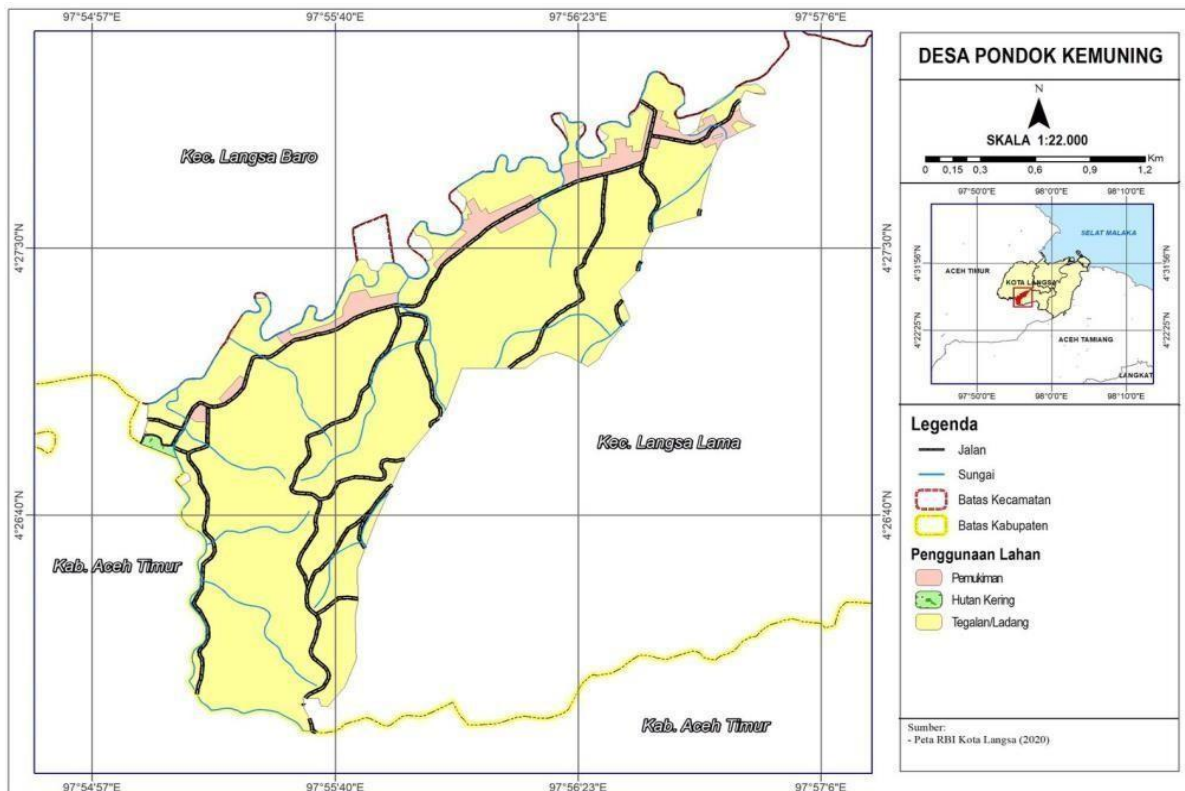 97°54'57"E 97°55'40"E 97°56'23"E 97°57'6"E
DESA PONDOK KEMUNING
N
SKALA 1:22.000
Km
0 0,15 0,3 0,6 0,9 1,2
Kec. Langsa Baro
4°27'30"N
4°27'30"N
97°50'0"E 98°0'0"E 98°10'0"E
SELAT MALAKA
4°31'56"N
4°31'56"N
ACEH TIMUR
KOTA LANGSA
4°22'25"N
4°22'25"N
ACEH TAMIANG
LANGKAT
97°50'0"E 98°0'0"E 98°10'0"E
Kec. Langsa Lama
Legenda
Jalan
Sungai
Batas Kecamatan
Batas Kabupaten
4°26'40"N
4°26'40"N
Penggunaan Lahan
Pemukiman
Hutan Kering
Tegalan/Ladang
Kab. Aceh Timur
Kab. Aceh Timur
Sumber:
- Peta RBI Kota Langsa (2020)
97°54'57"E 97°55'40"E 97°56'23"E 97°57'6"E